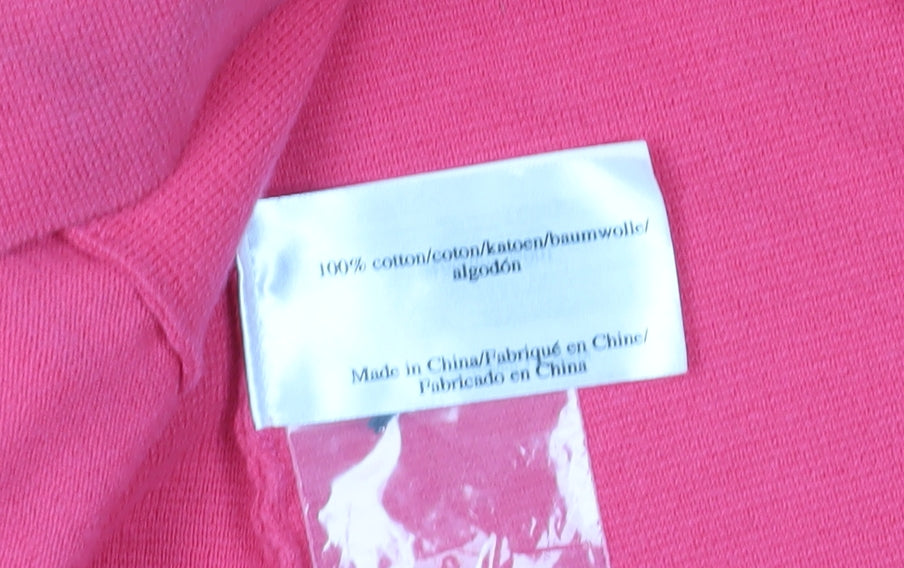 100% cotton/coton/katoen/baumwolle/
algodón
Made in China/Fabriqué en Chine/
Fabricado en China